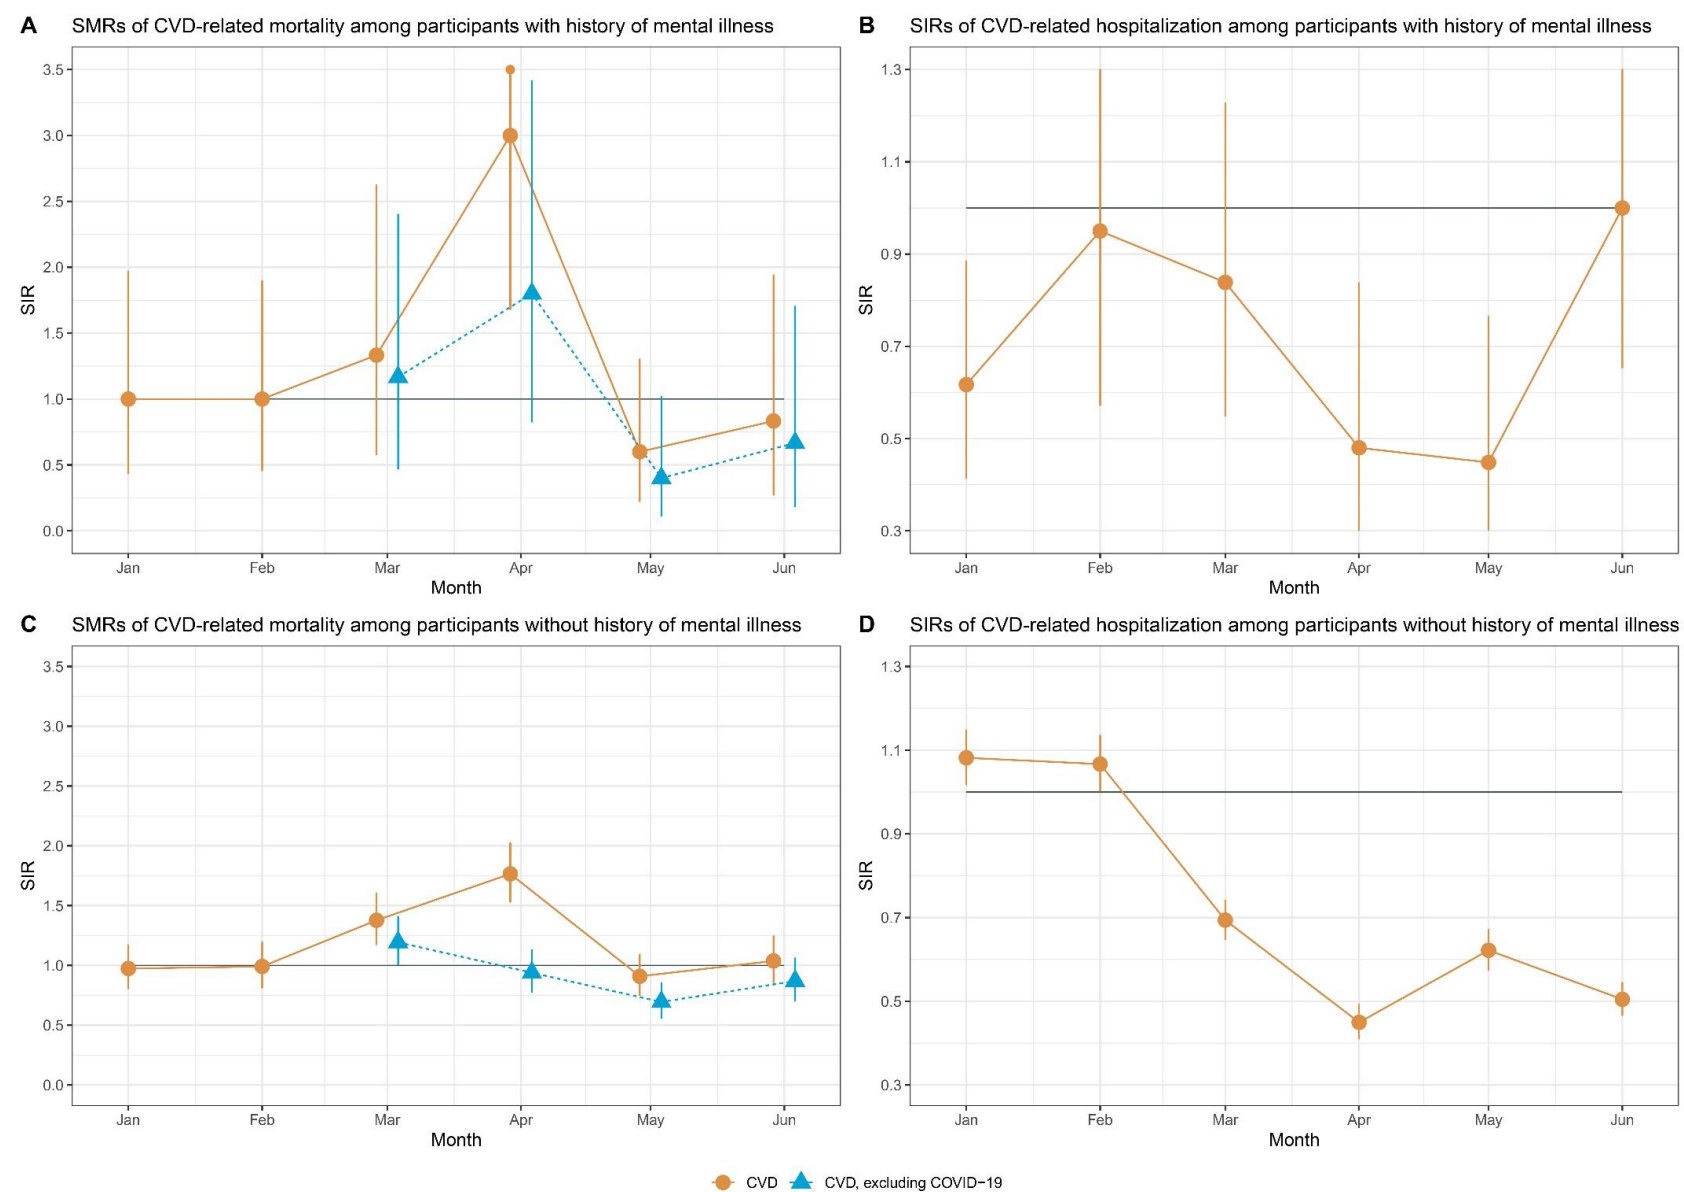 A SMRs of CVD-related mortality among participants with history of mental illness
3.5
3.0
2.5
2.0
1.5
1.0
0.5
0.0
SIR
Jan Feb Mar Apr May Jun
Month
B SIRs of CVD-related hospitalization among participants with history of mental illness
1.3
1.1
0.9
0.7
0.5
0.3
SIR
Jan Feb Mar Apr May Jun
Month
C SMRs of CVD-related mortality among participants without history of mental illness
3.5
3.0
2.5
2.0
1.5
1.0
0.5
0.0
SIR
Jan Feb Mar Apr May Jun
Month
D SIRs of CVD-related hospitalization among participants without history of mental illness
1.3
1.1
0.9
0.7
0.5
0.3
SIR
Jan Feb Mar Apr May Jun
Month
CVD CVD, excluding COVID−19